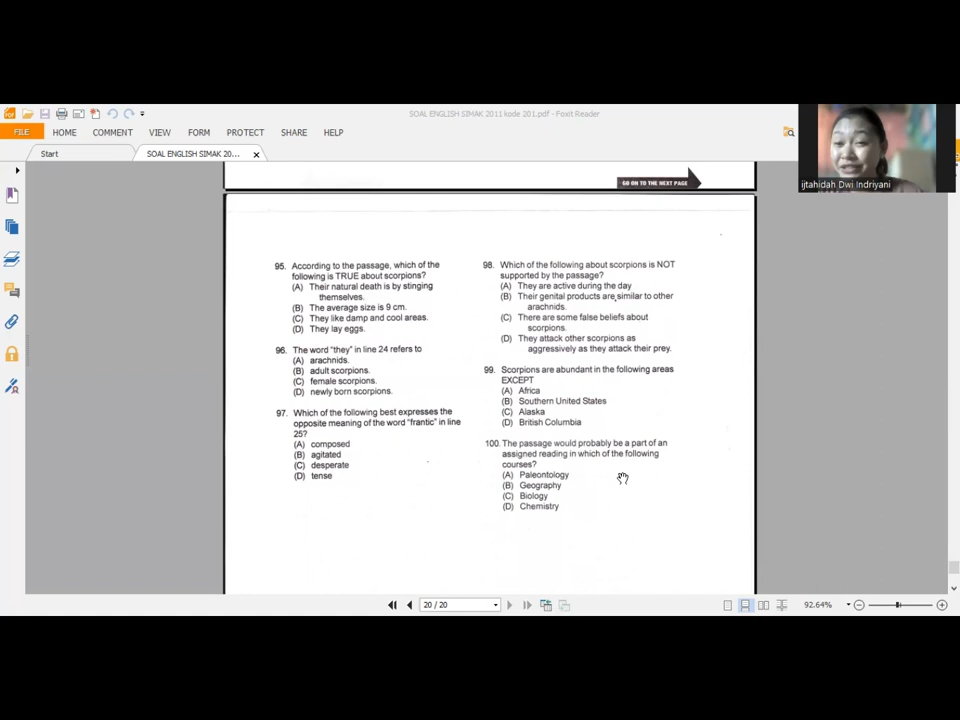 SOAL ENGLISH SIMAK 2011 kode 201.pdf - Foxit Reader
FILE
HOME
COMMENT
VIEW
FORM
PROTECT
SHARE
HELP
Start
SOAL ENGLISH SIMAK 20...
ijtahidah Dwi Indriyani
GO ON TO THE NEXT PAGE
95. According to the passage, which of the
following is TRUE about scorpions?
(A) Their natural death is by stinging
themselves.
(B) The average size is 9 cm.
(C) They like damp and cool areas.
(D) They lay eggs.
96. The word "they" in line 24 refers to
(A) arachnids.
(B) adult scorpions.
(C) female scorpions.
(D) newly born scorpions.
97. Which of the following best expresses the
opposite meaning of the word "frantic" in line
25?
(A) composed
(B) agitated
(C) desperate
(D) tense
98. Which of the following about scorpions is NOT
supported by the passage?
(A) They are active during the day
(B) Their genital products are similar to other
arachnids.
(C) There are some false beliefs about
scorpions.
(D) They attack other scorpions as
aggressively as they attack their prey.
99. Scorpions are abundant in the following areas
EXCEPT
(A) Africa
(B) Southern United States
(C) Alaska
(D) British Columbia
100. The passage would probably be a part of an
assigned reading in which of the following
courses?
(A) Paleontology
(B) Geography
(C) Biology
(D) Chemistry
20 / 20
92.64%